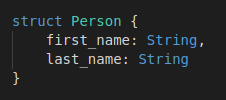 struct Person {
    first_name: String,
    last_name: String
}